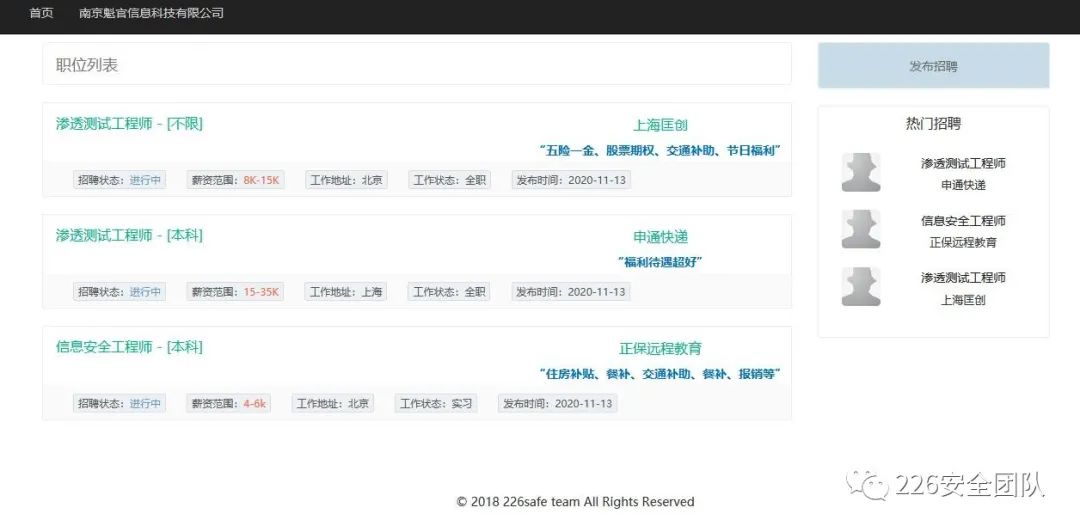 首页 南京魁官信息科技有限公司
职位列表
渗透测试工程师 - [不限]
上海匡创
“五险一金、股票期权、交通补助、节日福利”
招聘状态：进行中 薪资范围：8K-15K 工作地址：北京 工作状态：全职 发布时间：2020-11-13
渗透测试工程师 - [本科]
申通快递
“福利待遇超好”
招聘状态：进行中 薪资范围：15-35K 工作地址：上海 工作状态：全职 发布时间：2020-11-13
信息安全工程师 - [本科]
正保远程教育
“住房补贴、餐补、交通补助、餐补、报销等”
招聘状态：进行中 薪资范围：4-6k 工作地址：北京 工作状态：实习 发布时间：2020-11-13
发布招聘
热门招聘
渗透测试工程师
申通快递
信息安全工程师
正保远程教育
渗透测试工程师
上海匡创
226安全团队
© 2018 226safe team All Rights Reserved